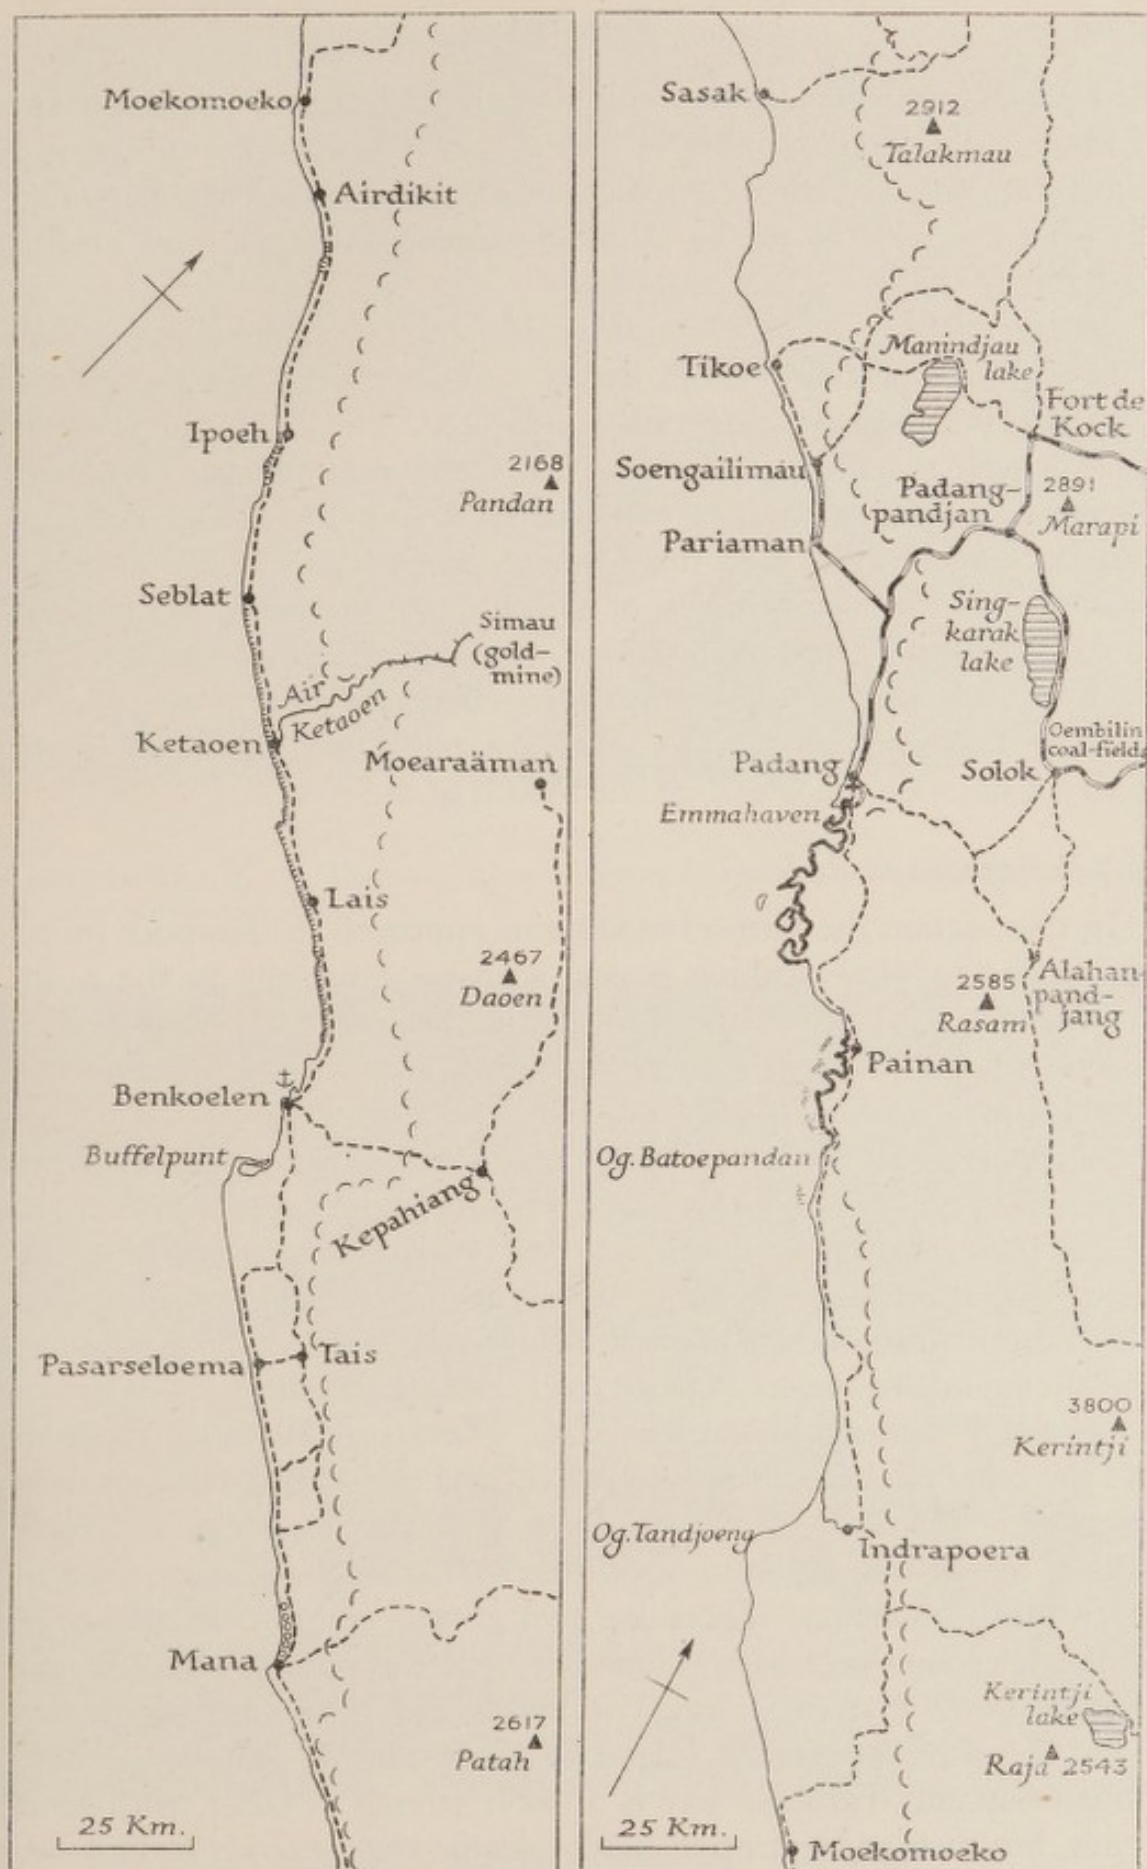 Moekomoeko
Airdikit
Ipoeh
2168
Pandan
Seblat
Simau
(gold-
mine)
Air
Ketaoen
Ketaoen
Moearaäman
Lais
2467
Daoen
Benkoelen
Buffelpunt
Kepahiang
Pasarseloema
Tais
Mana
2617
Patah
25 Km.
Sasak
2912
Talakmau
Manindjau
lake
Tikoe
Fort de
Kock
Soengailimau
Padang-
pandjan
2891
Marapi
Pariaman
Sing-
karak
lake
Oembilin
coal-fields
Padang
Solok
Emmahaven
Alahan-
pand-
jang
2585
Rasam
Painan
Og. Batoepandan
3800
Kerintji
Og. Tandjoeng
Indrapoera
Kerintji
lake
Raja 2543
25 Km.
Moekomoeko